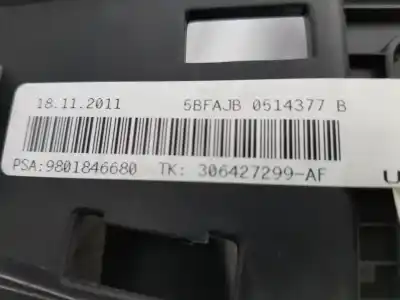 18.11.2011 5BFAJB 0514377 B
PSA:9801846680 TK: 306427299-AF